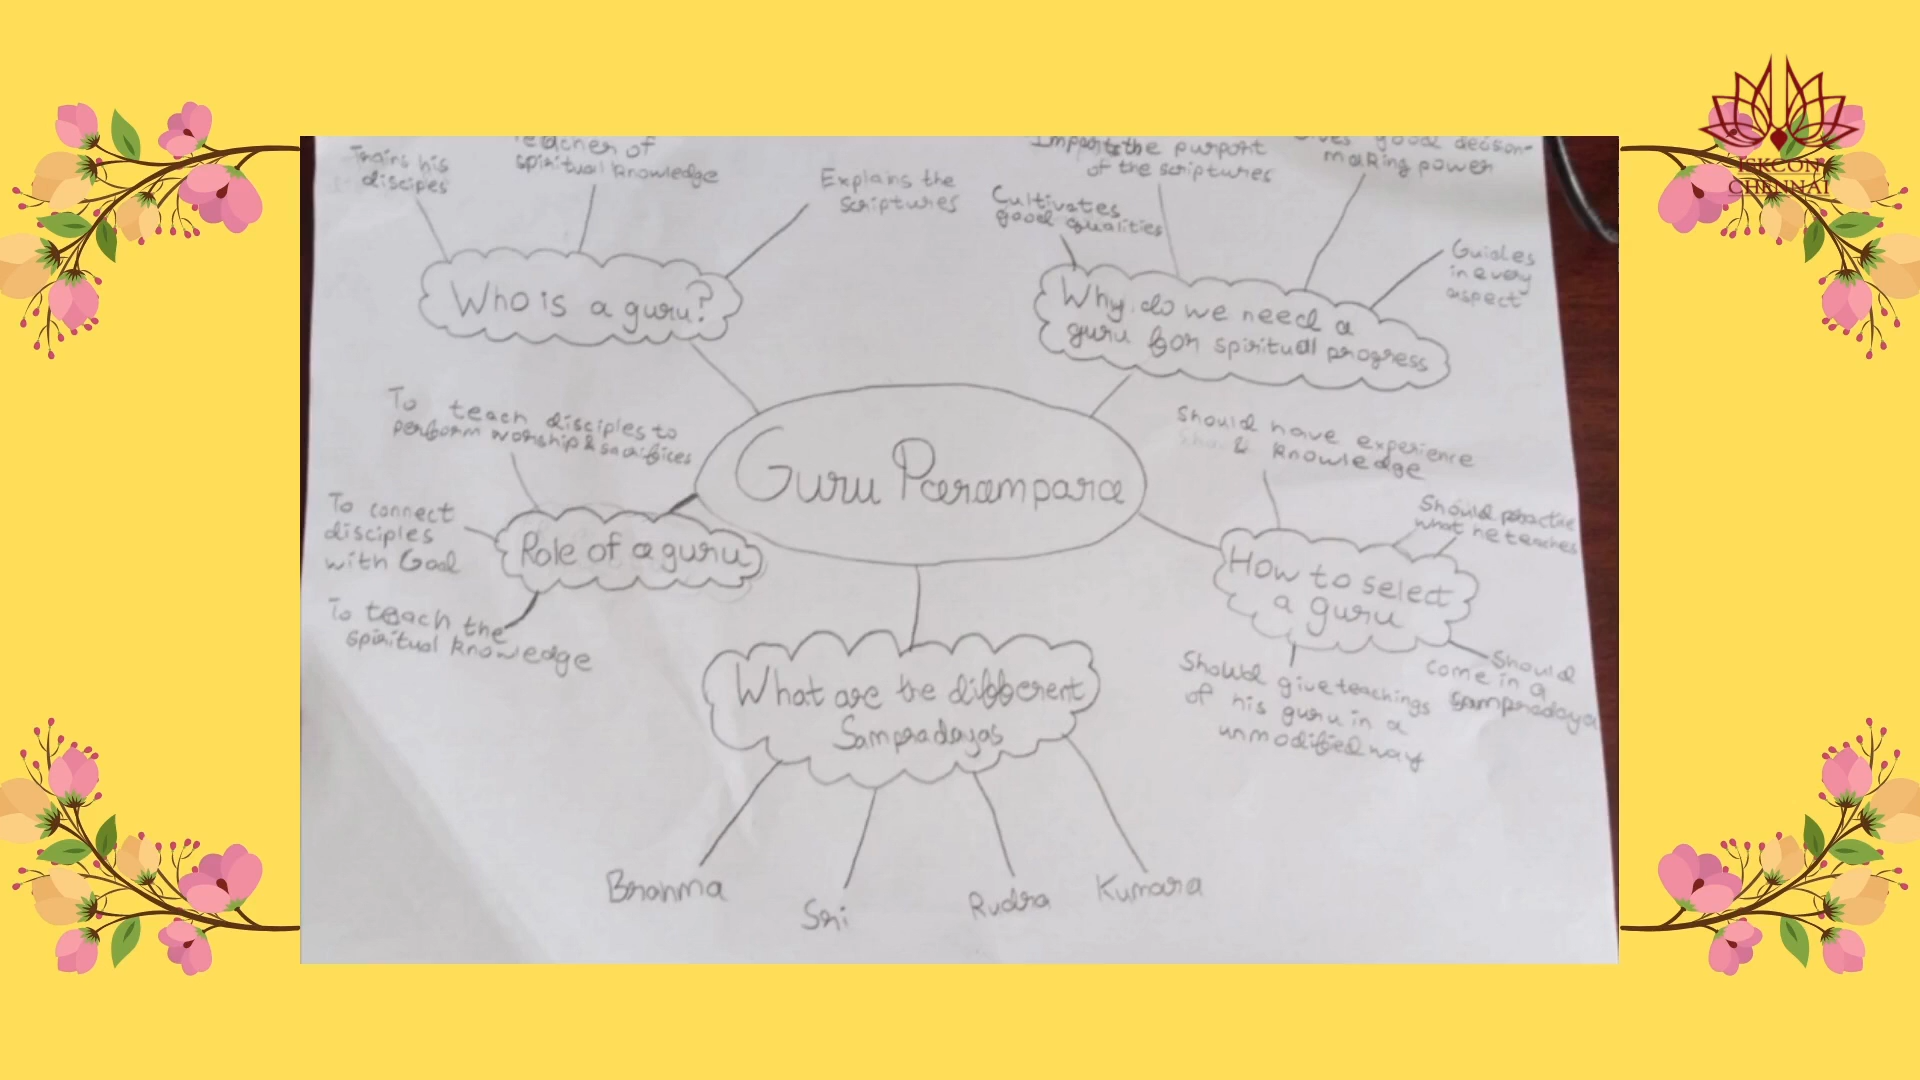 Trains his
discipes
Teacher of
spiritual knowledge
Explains the
scriptures
Who is a guru?
Imparts the purport
of the scriptures
Gives good decision-
making power
Cultivates
good qualities
Guides
in every
aspect
Why do we need a
guru for spiritual progress
To teach disciples to
perform worship & sacrifices
To connect
disciples
with God
To teach the
spiritual knowledge
Role of a guru
Guru Parampara
Should have experience
& knowledge
Should practice
what he teaches
How to select
a guru
Should give teachings
of his guru in a
unmodified way
Should
come in a
sampradaya
What are the different
Sampradayas
Brahma
Sri
Rudra
Kumara
ISKCON
CHENNAI